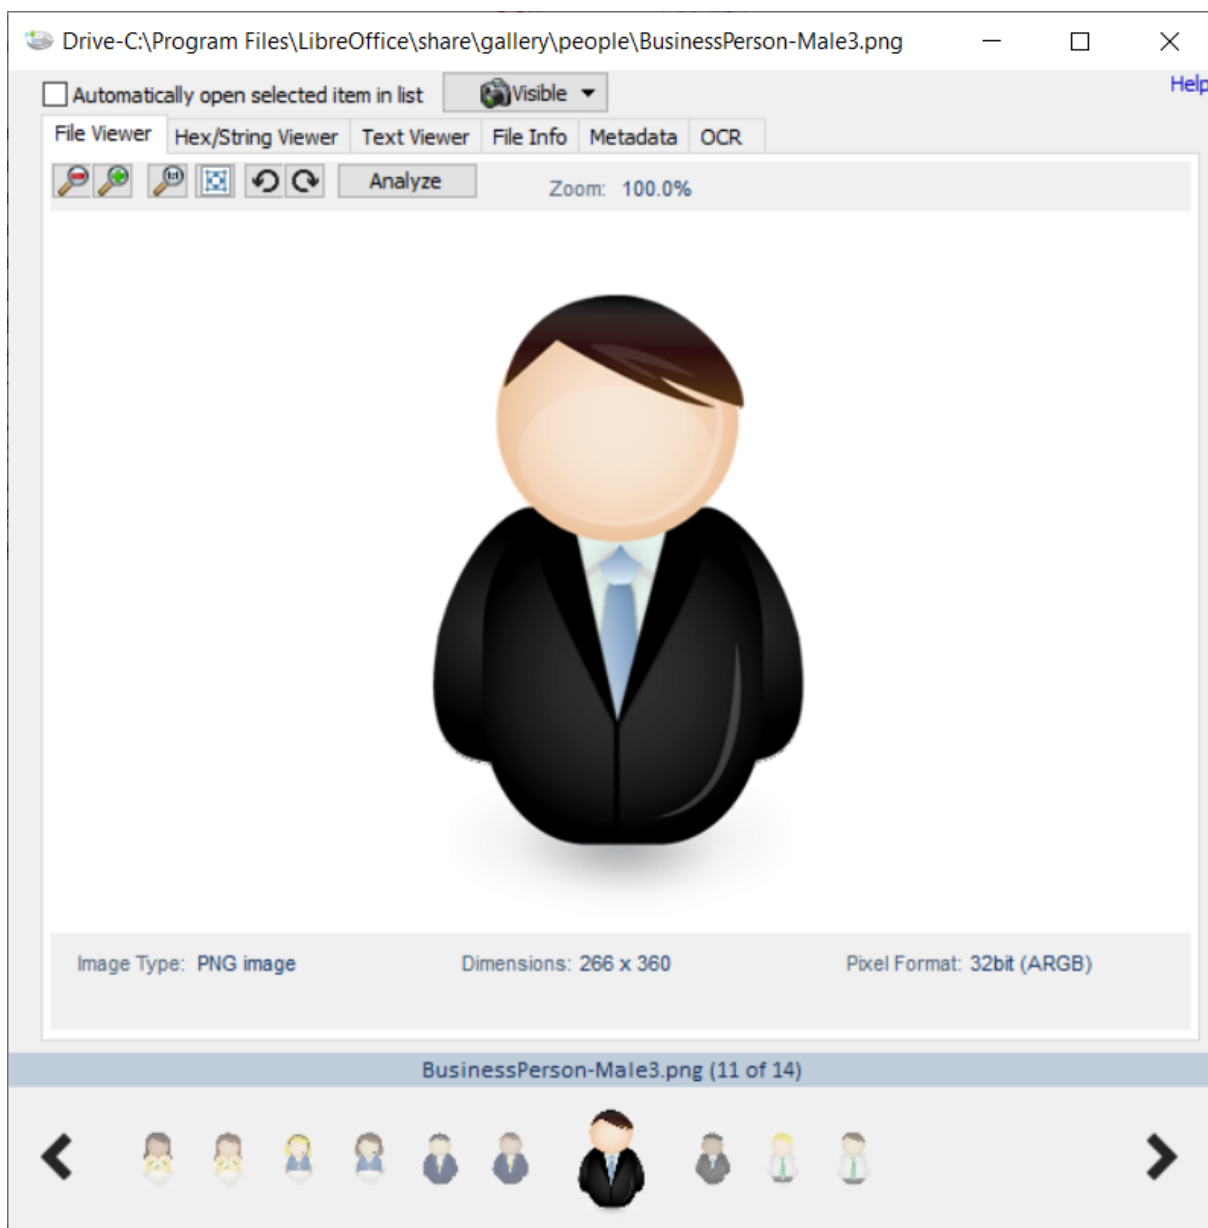 Drive-C:\Program Files\LibreOffice\share\gallery\people\BusinessPerson-Male3.png
Automatically open selected item in list Visible Help
File Viewer Hex/String Viewer Text Viewer File Info Metadata OCR
1:1 Analyze Zoom: 100.0%
Image Type: PNG image Dimensions: 266 x 360 Pixel Format: 32bit (ARGB)
BusinessPerson-Male3.png (11 of 14)